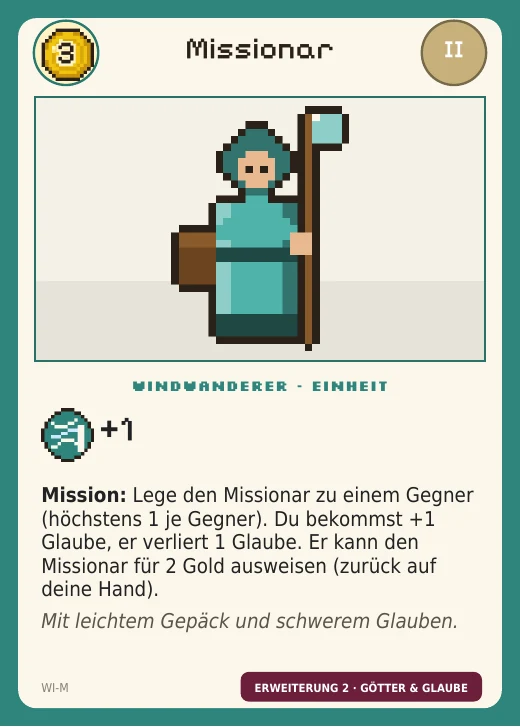 3
Missionar
II
WINDWANDERER - EINHEIT
+1
Mission: Lege den Missionar zu einem Gegner
(höchstens 1 je Gegner). Du bekommst +1
Glaube, er verliert 1 Glaube. Er kann den
Missionar für 2 Gold ausweisen (zurück auf
deine Hand).
Mit leichtem Gepäck und schwerem Glauben.
WI-M
ERWEITERUNG 2 · GÖTTER & GLAUBE